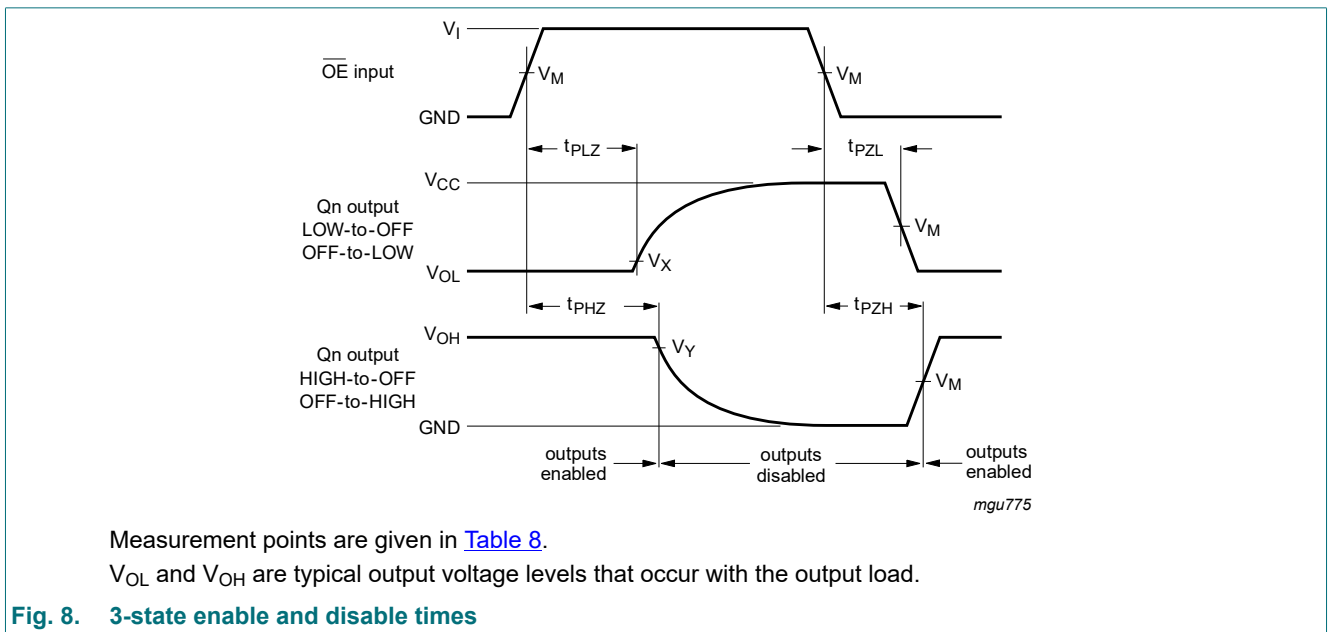 V_I
OE input
V_M
V_M
GND
t_PLZ
t_PZL
V_CC
Qn output
LOW-to-OFF
OFF-to-LOW
V_M
V_X
V_OL
t_PHZ
t_PZH
V_OH
V_Y
Qn output
HIGH-to-OFF
OFF-to-HIGH
V_M
GND
outputs
enabled
outputs
disabled
outputs
enabled
mgu775
Measurement points are given in Table 8.
V_OL and V_OH are typical output voltage levels that occur with the output load.
Fig. 8. 3-state enable and disable times